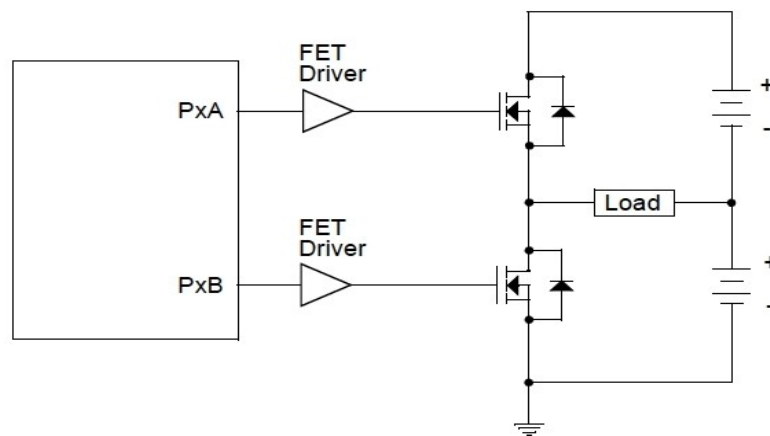 FET
Driver
PxA
+
-
Load
FET
Driver
PxB
+
-